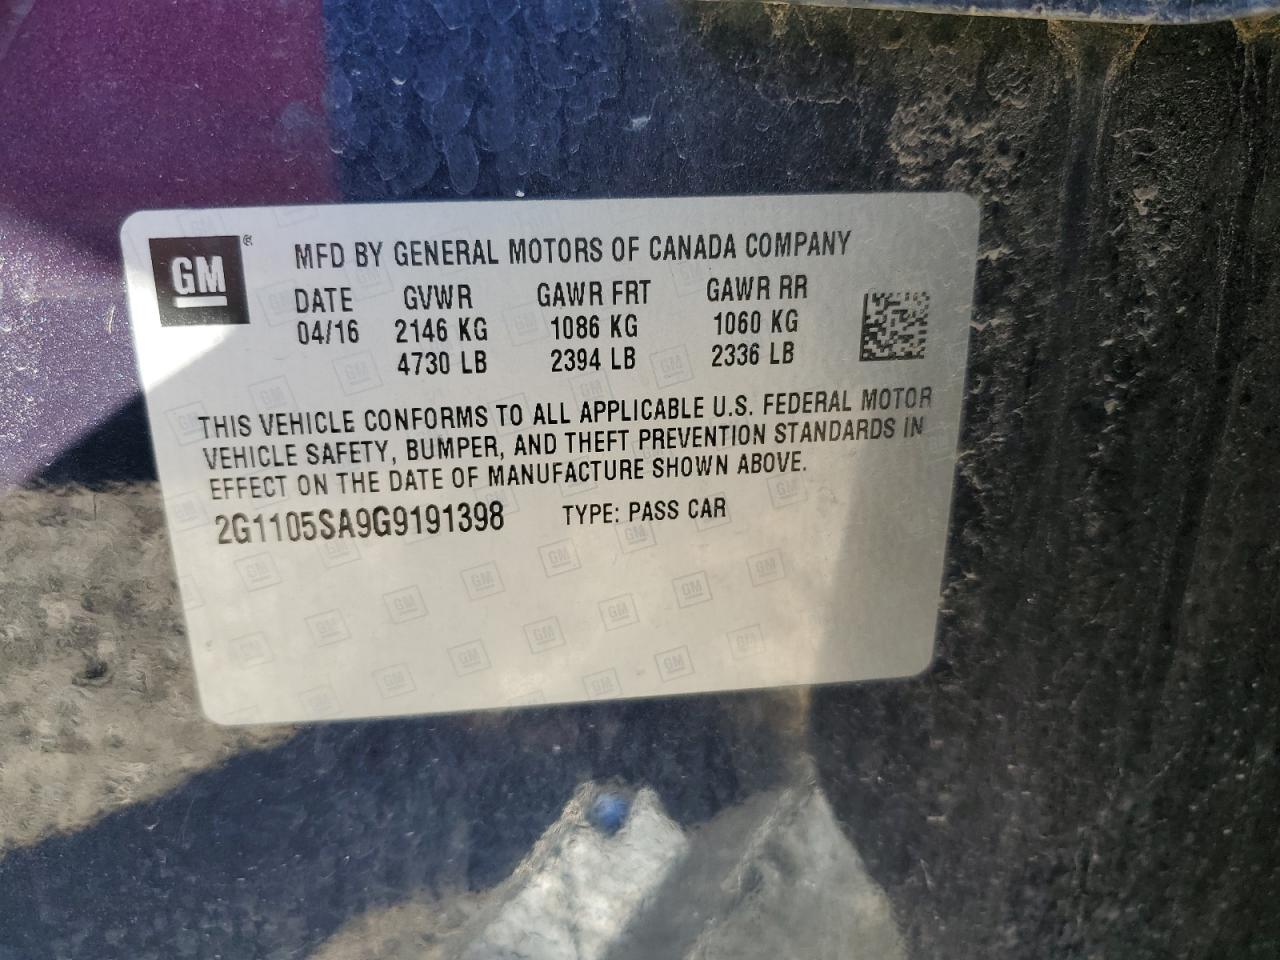 GM ® MFD BY GENERAL MOTORS OF CANADA COMPANY
DATE GVWR GAWR FRT GAWR RR
04/16 2146 KG 1086 KG 1060 KG
4730 LB 2394 LB 2336 LB
THIS VEHICLE CONFORMS TO ALL APPLICABLE U.S. FEDERAL MOTOR
VEHICLE SAFETY, BUMPER, AND THEFT PREVENTION STANDARDS IN
EFFECT ON THE DATE OF MANUFACTURE SHOWN ABOVE.
2G1105SA9G9191398 TYPE: PASS CAR